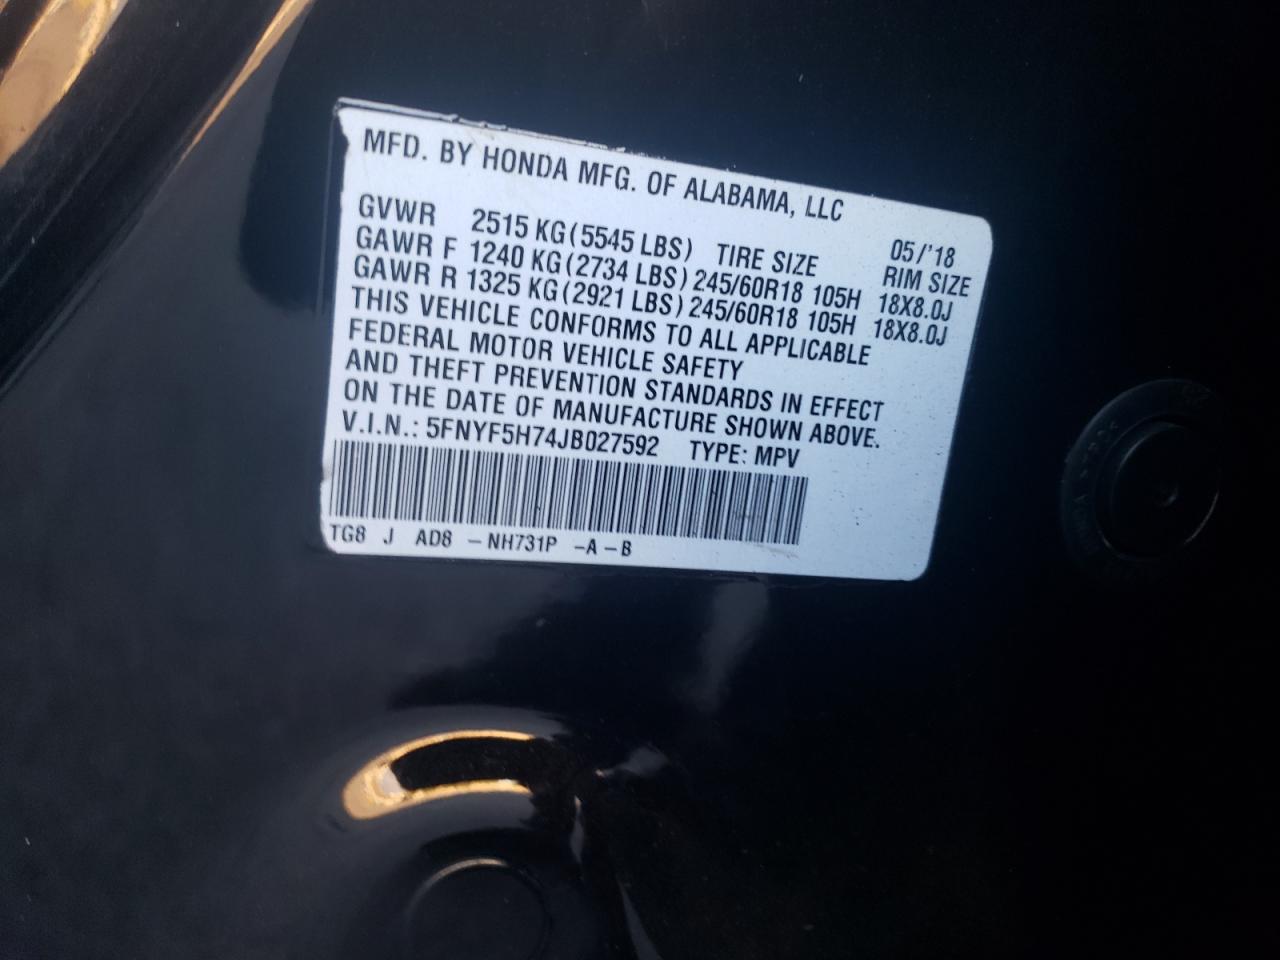 MFD. BY HONDA MFG. OF ALABAMA, LLC
05/'18
GVWR 2515 KG (5545 LBS) TIRE SIZE RIM SIZE
GAWR F 1240 KG (2734 LBS) 245/60R18 105H 18X8.0J
GAWR R 1325 KG (2921 LBS) 245/60R18 105H 18X8.0J
THIS VEHICLE CONFORMS TO ALL APPLICABLE
FEDERAL MOTOR VEHICLE SAFETY
AND THEFT PREVENTION STANDARDS IN EFFECT
ON THE DATE OF MANUFACTURE SHOWN ABOVE.
V.I.N.: 5FNYF5H74JB027592 TYPE: MPV
TG8 J AD8 -NH731P -A-B